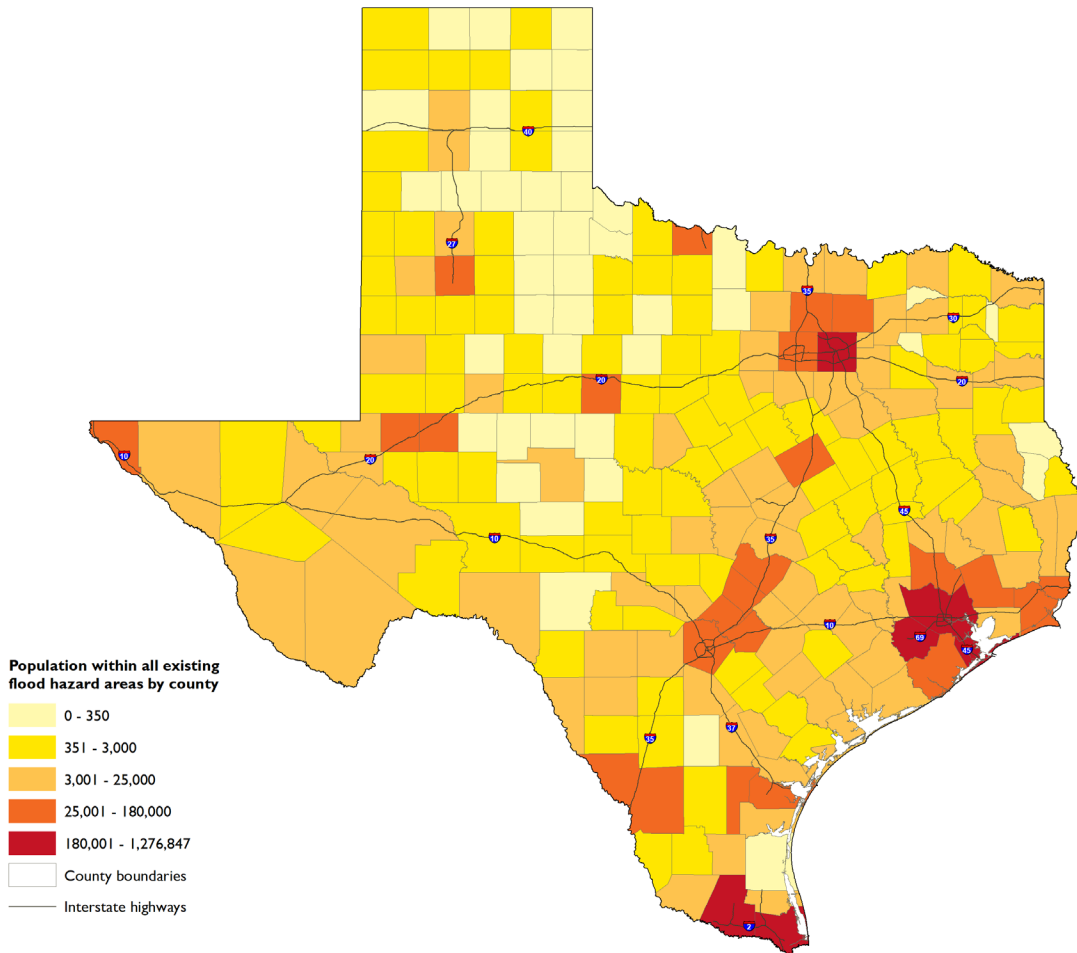 40
27
35
30
20
20
10
20
45
10
35
10
69
45
37
35
2
Population within all existing
flood hazard areas by county
0 - 350
351 - 3,000
3,001 - 25,000
25,001 - 180,000
180,001 - 1,276,847
County boundaries
Interstate highways